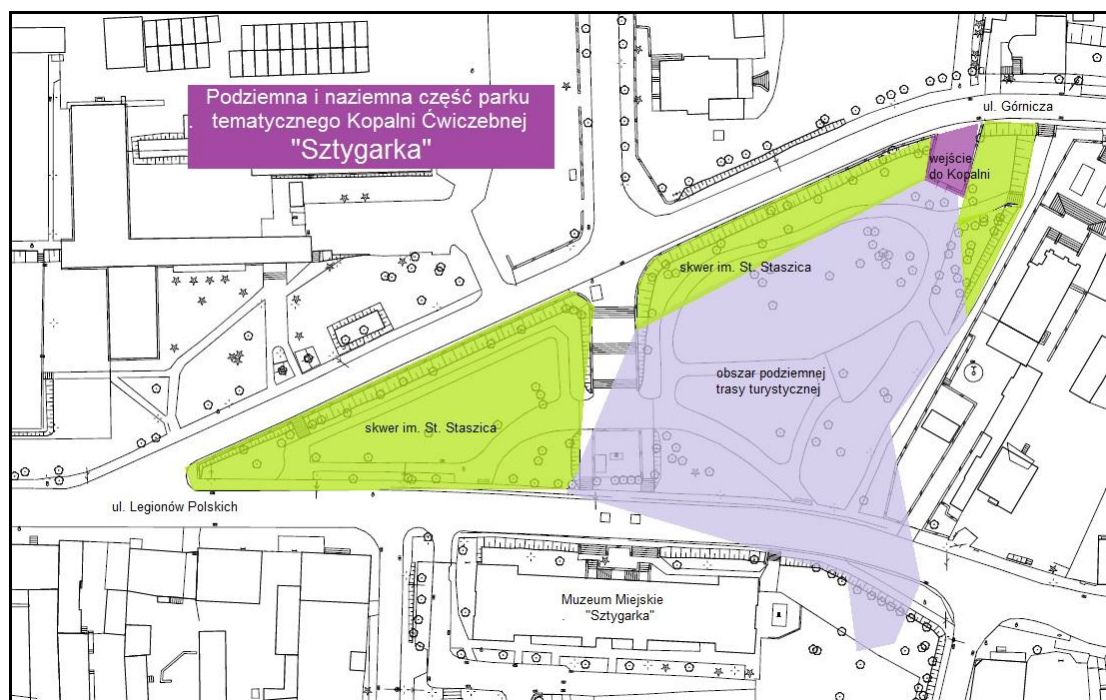 Podziemna i naziemna część parku
tematycznego Kopalni Ćwiczebnej
"Sztygarka"
ul. Górnicza
wejście
do Kopalni
skwer im. St. Staszica
obszar podziemnej
trasy turystycznej
skwer im. St. Staszica
ul. Legionów Polskich
Muzeum Miejskie
"Sztygarka"